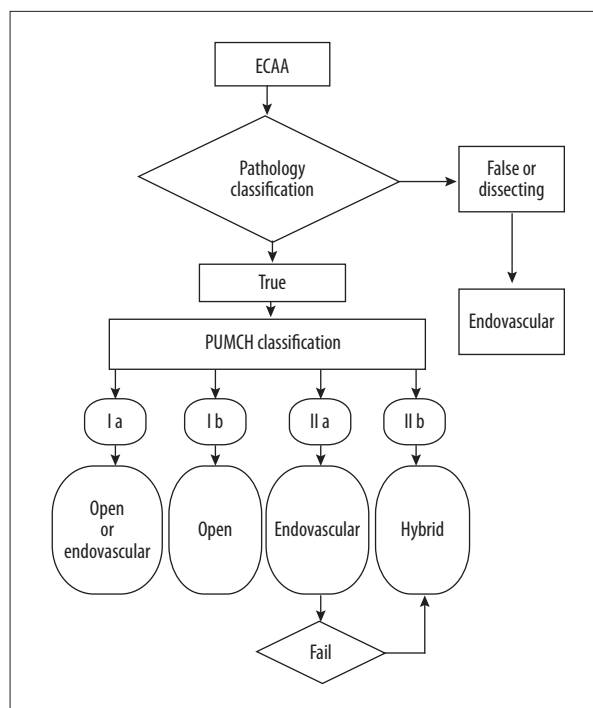 ECAA
Pathology
classification
False or
dissecting
True
Endovascular
PUMCH classification
I a
I b
II a
II b
Open
or
endovascular
Open
Endovascular
Hybrid
Fail